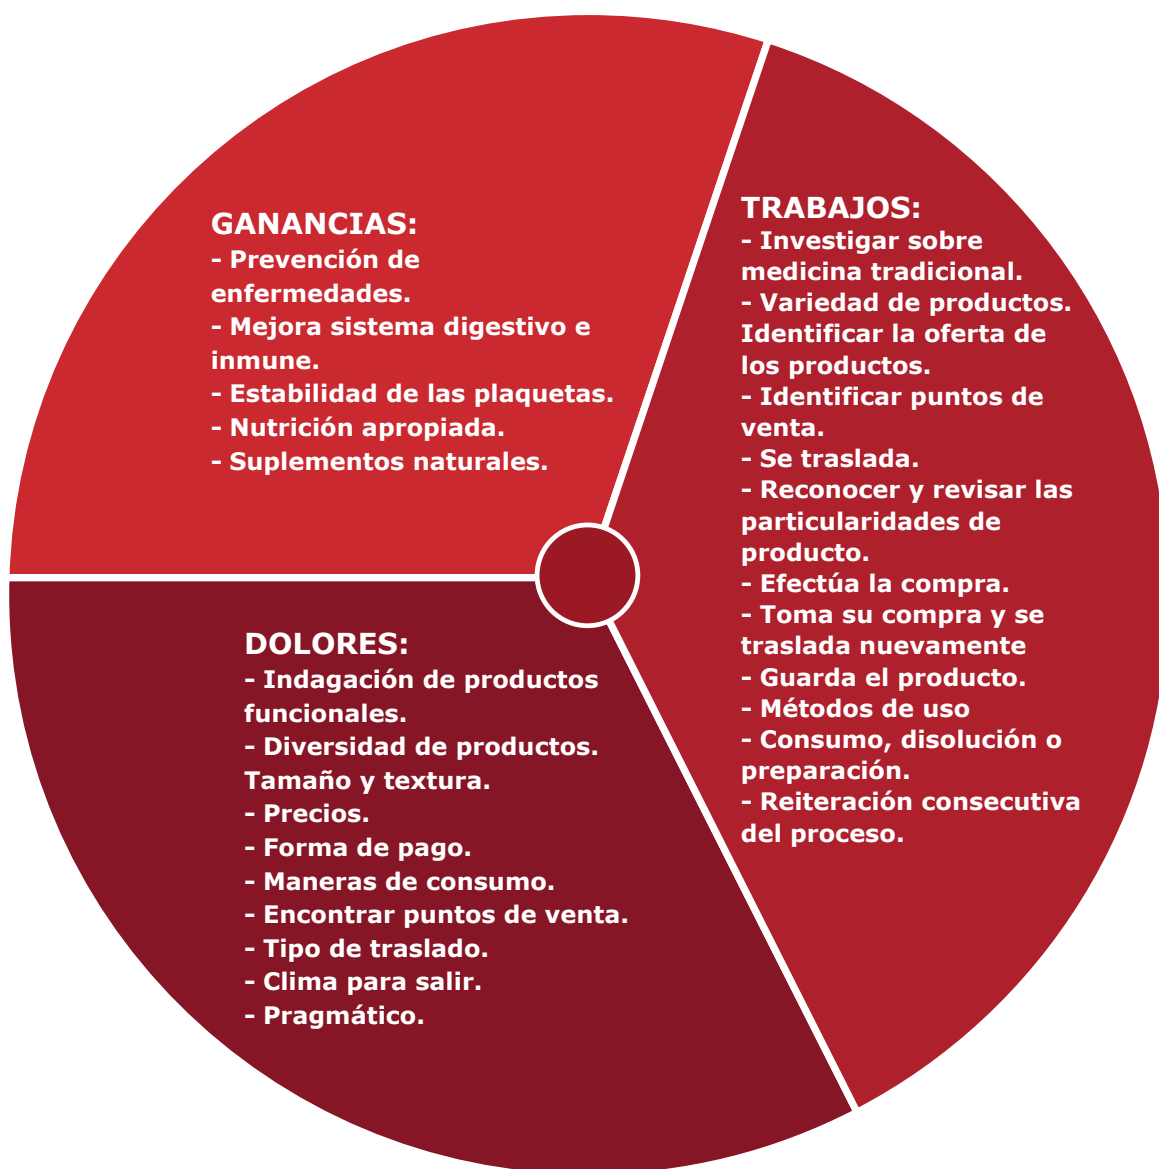 GANANCIAS:
- Prevención de
enfermedades.
- Mejora sistema digestivo e
inmune.
- Estabilidad de las plaquetas.
- Nutrición apropiada.
- Suplementos naturales.
TRABAJOS:
- Investigar sobre
medicina tradicional.
- Variedad de productos.
Identificar la oferta de
los productos.
- Identificar puntos de
venta.
- Se traslada.
- Reconocer y revisar las
particularidades de
producto.
- Efectúa la compra.
- Toma su compra y se
traslada nuevamente
- Guarda el producto.
- Métodos de uso
- Consumo, disolución o
preparación.
- Reiteración consecutiva
del proceso.
DOLORES:
- Indagación de productos
funcionales.
- Diversidad de productos.
Tamaño y textura.
- Precios.
- Forma de pago.
- Maneras de consumo.
- Encontrar puntos de venta.
- Tipo de traslado.
- Clima para salir.
- Pragmático.